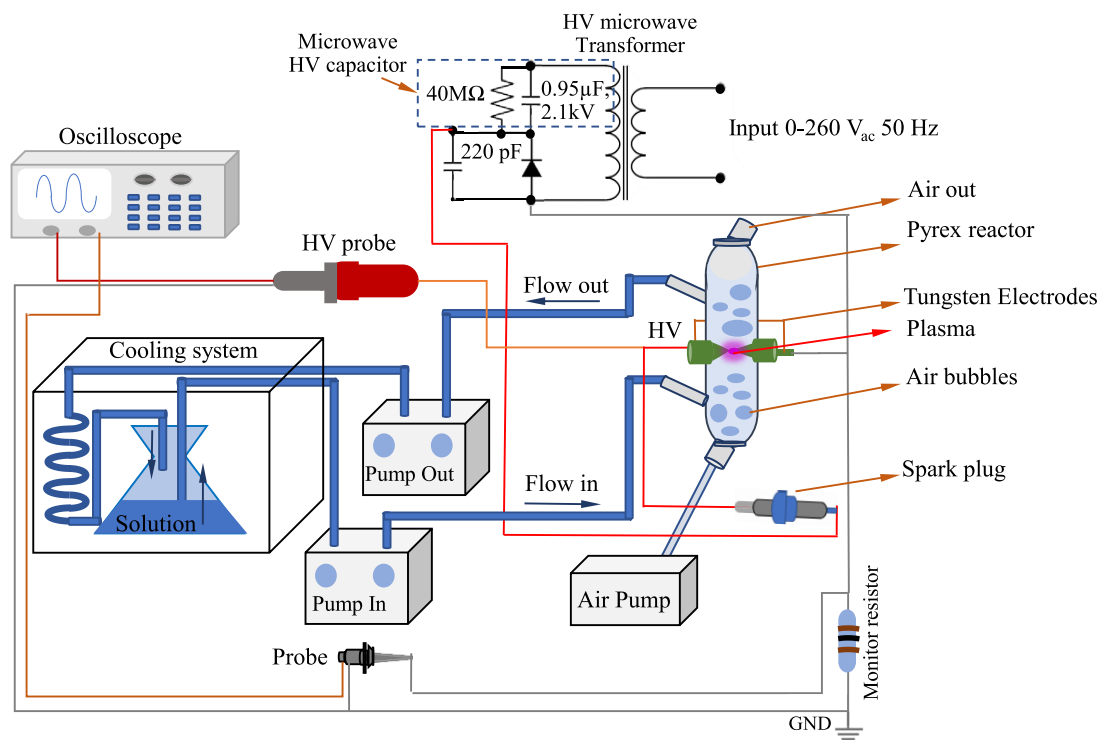 HV microwave
Transformer
Microwave
HV capacitor
40MΩ
0.95µF,
2.1kV
220 pF
Input 0-260 Vac 50 Hz
Oscilloscope
Air out
Pyrex reactor
HV probe
Flow out
Tungsten Electrodes
HV
Plasma
Cooling system
Air bubbles
Pump Out
Flow in
Spark plug
Solution
Pump In
Air Pump
Monitor resistor
Probe
GND